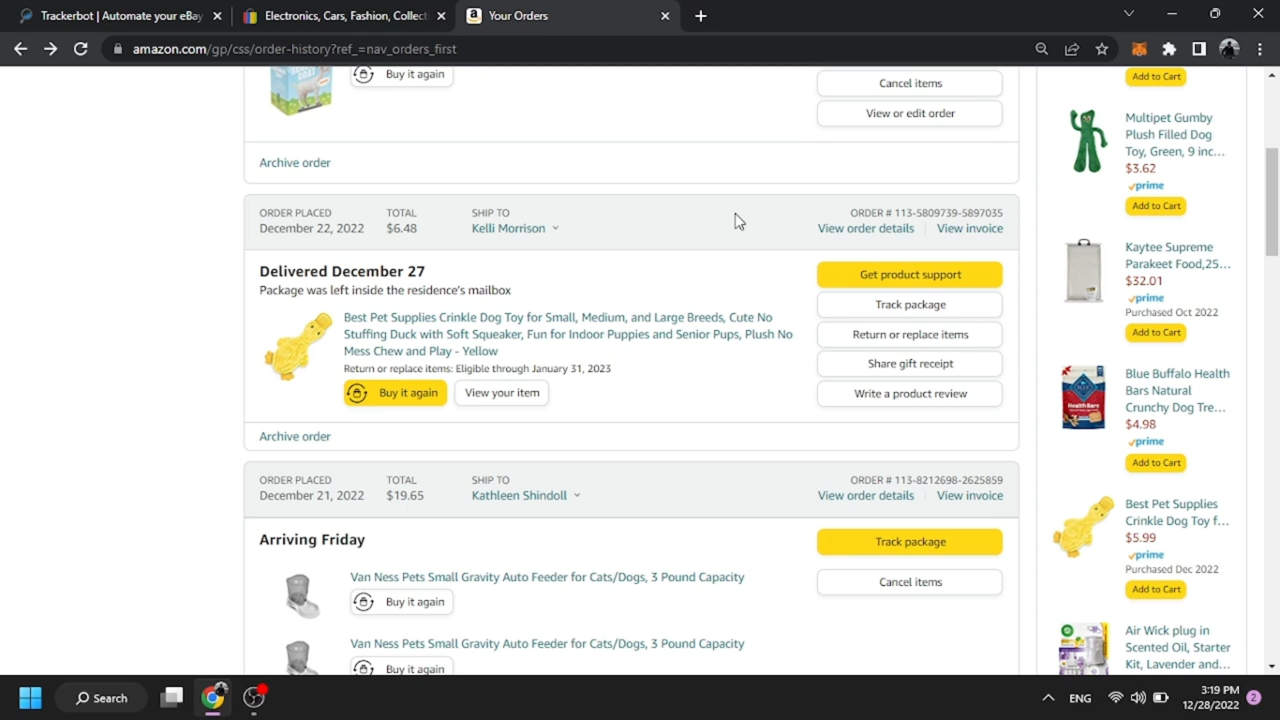 Trackerbot | Automate your eBay
Electronics, Cars, Fashion, Collect
Your Orders
amazon.com/gp/css/order-history?ref_=nav_orders_first
Buy it again
Cancel items
View or edit order
Archive order
ORDER PLACED
December 22, 2022
TOTAL
$6.48
SHIP TO
Kelli Morrison
ORDER # 113-5809739-5897035
View order details
View invoice
Delivered December 27
Package was left inside the residence's mailbox
Best Pet Supplies Crinkle Dog Toy for Small, Medium, and Large Breeds, Cute No
Stuffing Duck with Soft Squeaker, Fun for Indoor Puppies and Senior Pups, Plush No
Mess Chew and Play - Yellow
Return or replace items: Eligible through January 31, 2023
Buy it again
View your item
Get product support
Track package
Return or replace items
Share gift receipt
Write a product review
Archive order
ORDER PLACED
December 21, 2022
TOTAL
$19.65
SHIP TO
Kathleen Shindoll
ORDER # 113-8212698-2625859
View order details
View invoice
Arriving Friday
Van Ness Pets Small Gravity Auto Feeder for Cats/Dogs, 3 Pound Capacity
Buy it again
Van Ness Pets Small Gravity Auto Feeder for Cats/Dogs, 3 Pound Capacity
Buy it again
Track package
Cancel items
Add to Cart
Multipet Gumby
Plush Filled Dog
Toy, Green, 9 inc...
$3.62
prime
Add to Cart
Kaytee Supreme
Parakeet Food,25...
$32.01
prime
Purchased Oct 2022
Add to Cart
Blue Buffalo Health
Bars Natural
Crunchy Dog Tre...
$4.98
prime
Add to Cart
Best Pet Supplies
Crinkle Dog Toy f...
$5.99
prime
Purchased Dec 2022
Add to Cart
Air Wick plug in
Scented Oil, Starter
Kit, Lavender and...
Search
ENG
3:19 PM
12/28/2022
2